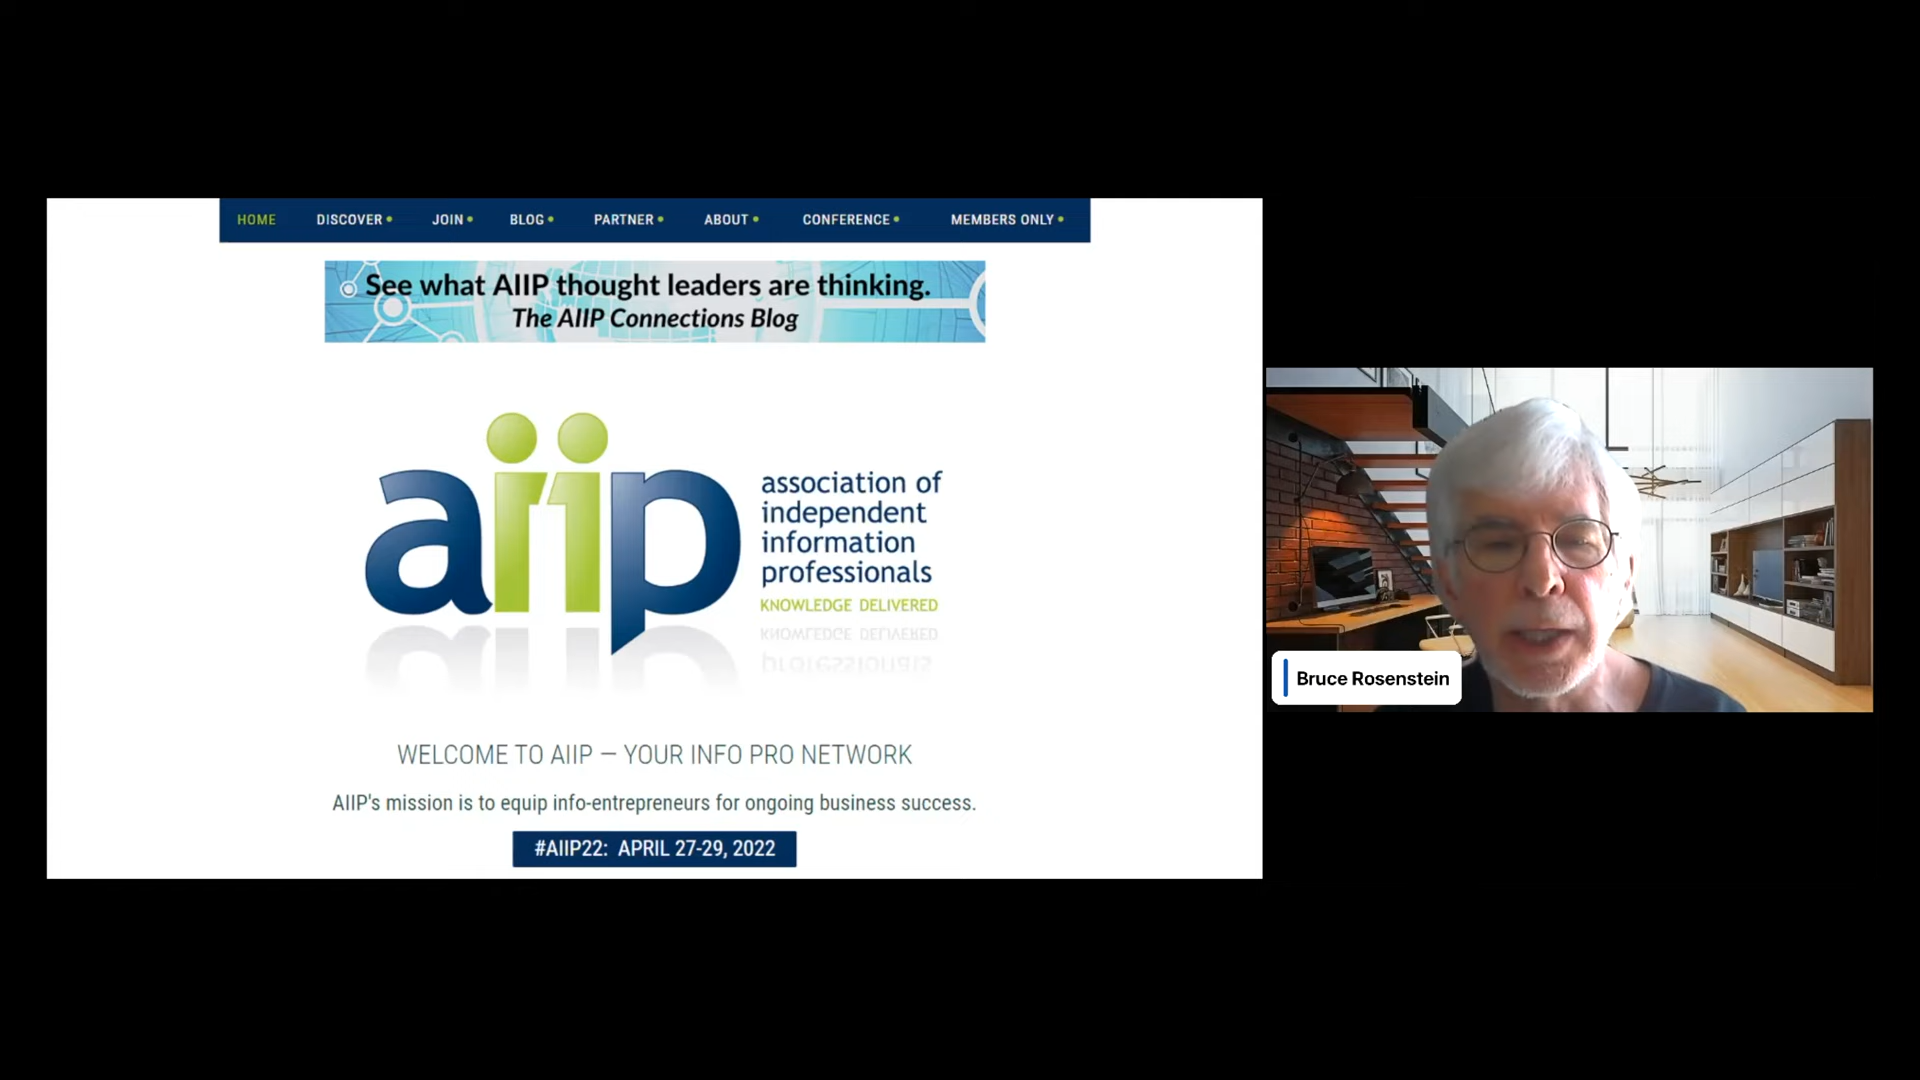 HOME DISCOVER JOIN BLOG PARTNER ABOUT CONFERENCE MEMBERS ONLY
See what AIIP thought leaders are thinking.
The AIIP Connections Blog
aiip
association of
independent
information
professionals
KNOWLEDGE DELIVERED
WELCOME TO AIIP — YOUR INFO PRO NETWORK
AIIP's mission is to equip info-entrepreneurs for ongoing business success.
#AIIP22: APRIL 27-29, 2022
Bruce Rosenstein